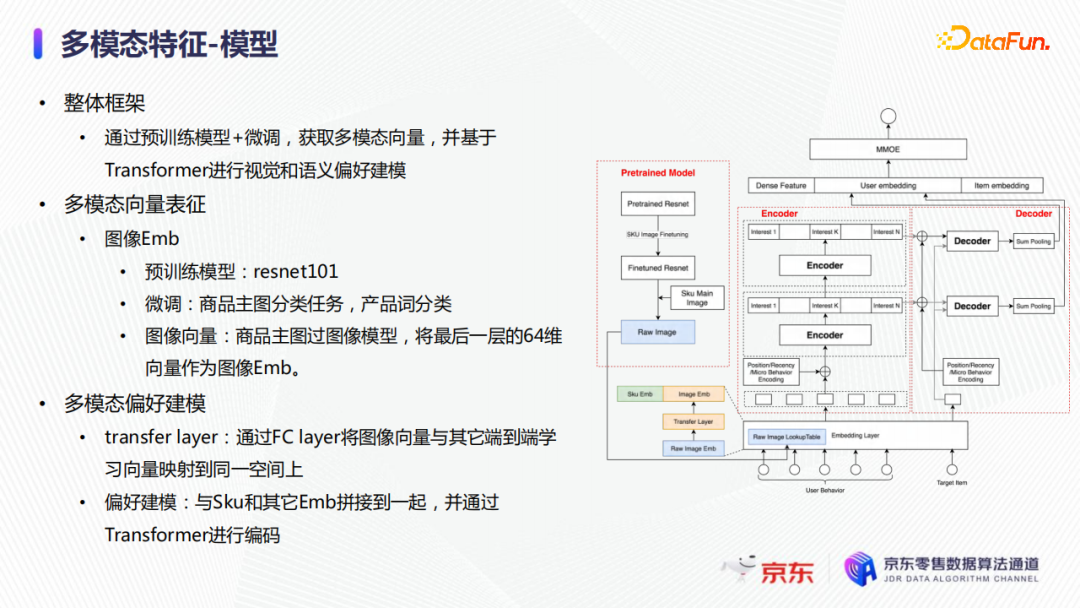 多模态特征-模型
DataFun.
• 整体框架
• 通过预训练模型+微调，获取多模态向量，并基于
Transformer进行视觉和语义偏好建模
• 多模态向量表征
• 图像Emb
• 预训练模型：resnet101
• 微调：商品主图分类任务，产品词分类
• 图像向量：商品主图过图像模型，将最后一层的64维
向量作为图像Emb。
• 多模态偏好建模
• transfer layer：通过FC layer将图像向量与其它端到端学
习向量映射到同一空间上
• 偏好建模：与Sku和其它Emb拼接到一起，并通过
Transformer进行编码
Pretrained Model
Pretrained Resnet
SKU Image Finetuning
Finetuned Resnet
Sku Main
Image
Raw Image
Sku Emb
Image Emb
Transfer Layer
Raw Image Emb
MMOE
Dense Feature
User embedding
Item embedding
Encoder
Interest 1
Interest K
Interest N
Encoder
Interest 1
Interest K
Interest N
Encoder
Position/Recency
/Micro Behavior
Encoding
Decoder
Decoder
Sum Pooling
Decoder
Sum Pooling
Position/Recency
/Micro Behavior
Encoding
Raw Image LookupTable
Embedding Layer
User Behavior
Target Item
京东
京东零售数据算法通道
JDR DATA ALGORITHM CHANNEL